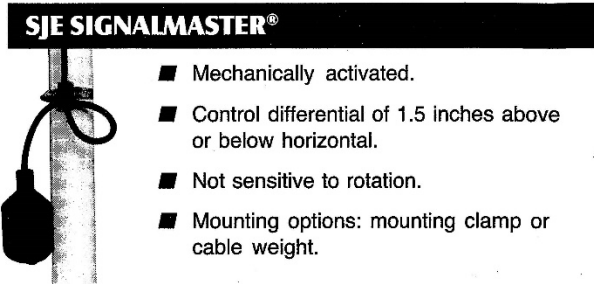 SJE SIGNALMASTER®
Mechanically activated.
Control differential of 1.5 inches above
or below horizontal.
Not sensitive to rotation.
Mounting options: mounting clamp or
cable weight.